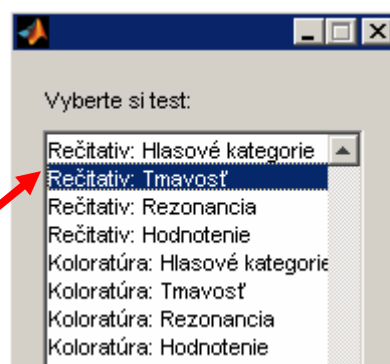 Vyberte si test:
Rečitativ: Hlasové kategorie
Rečitativ: Tmavosť
Rečitativ: Rezonancia
Rečitativ: Hodnotenie
Koloratúra: Hlasové kategorie
Koloratúra: Tmavosť
Koloratúra: Rezonancia
Koloratúra: Hodnotenie